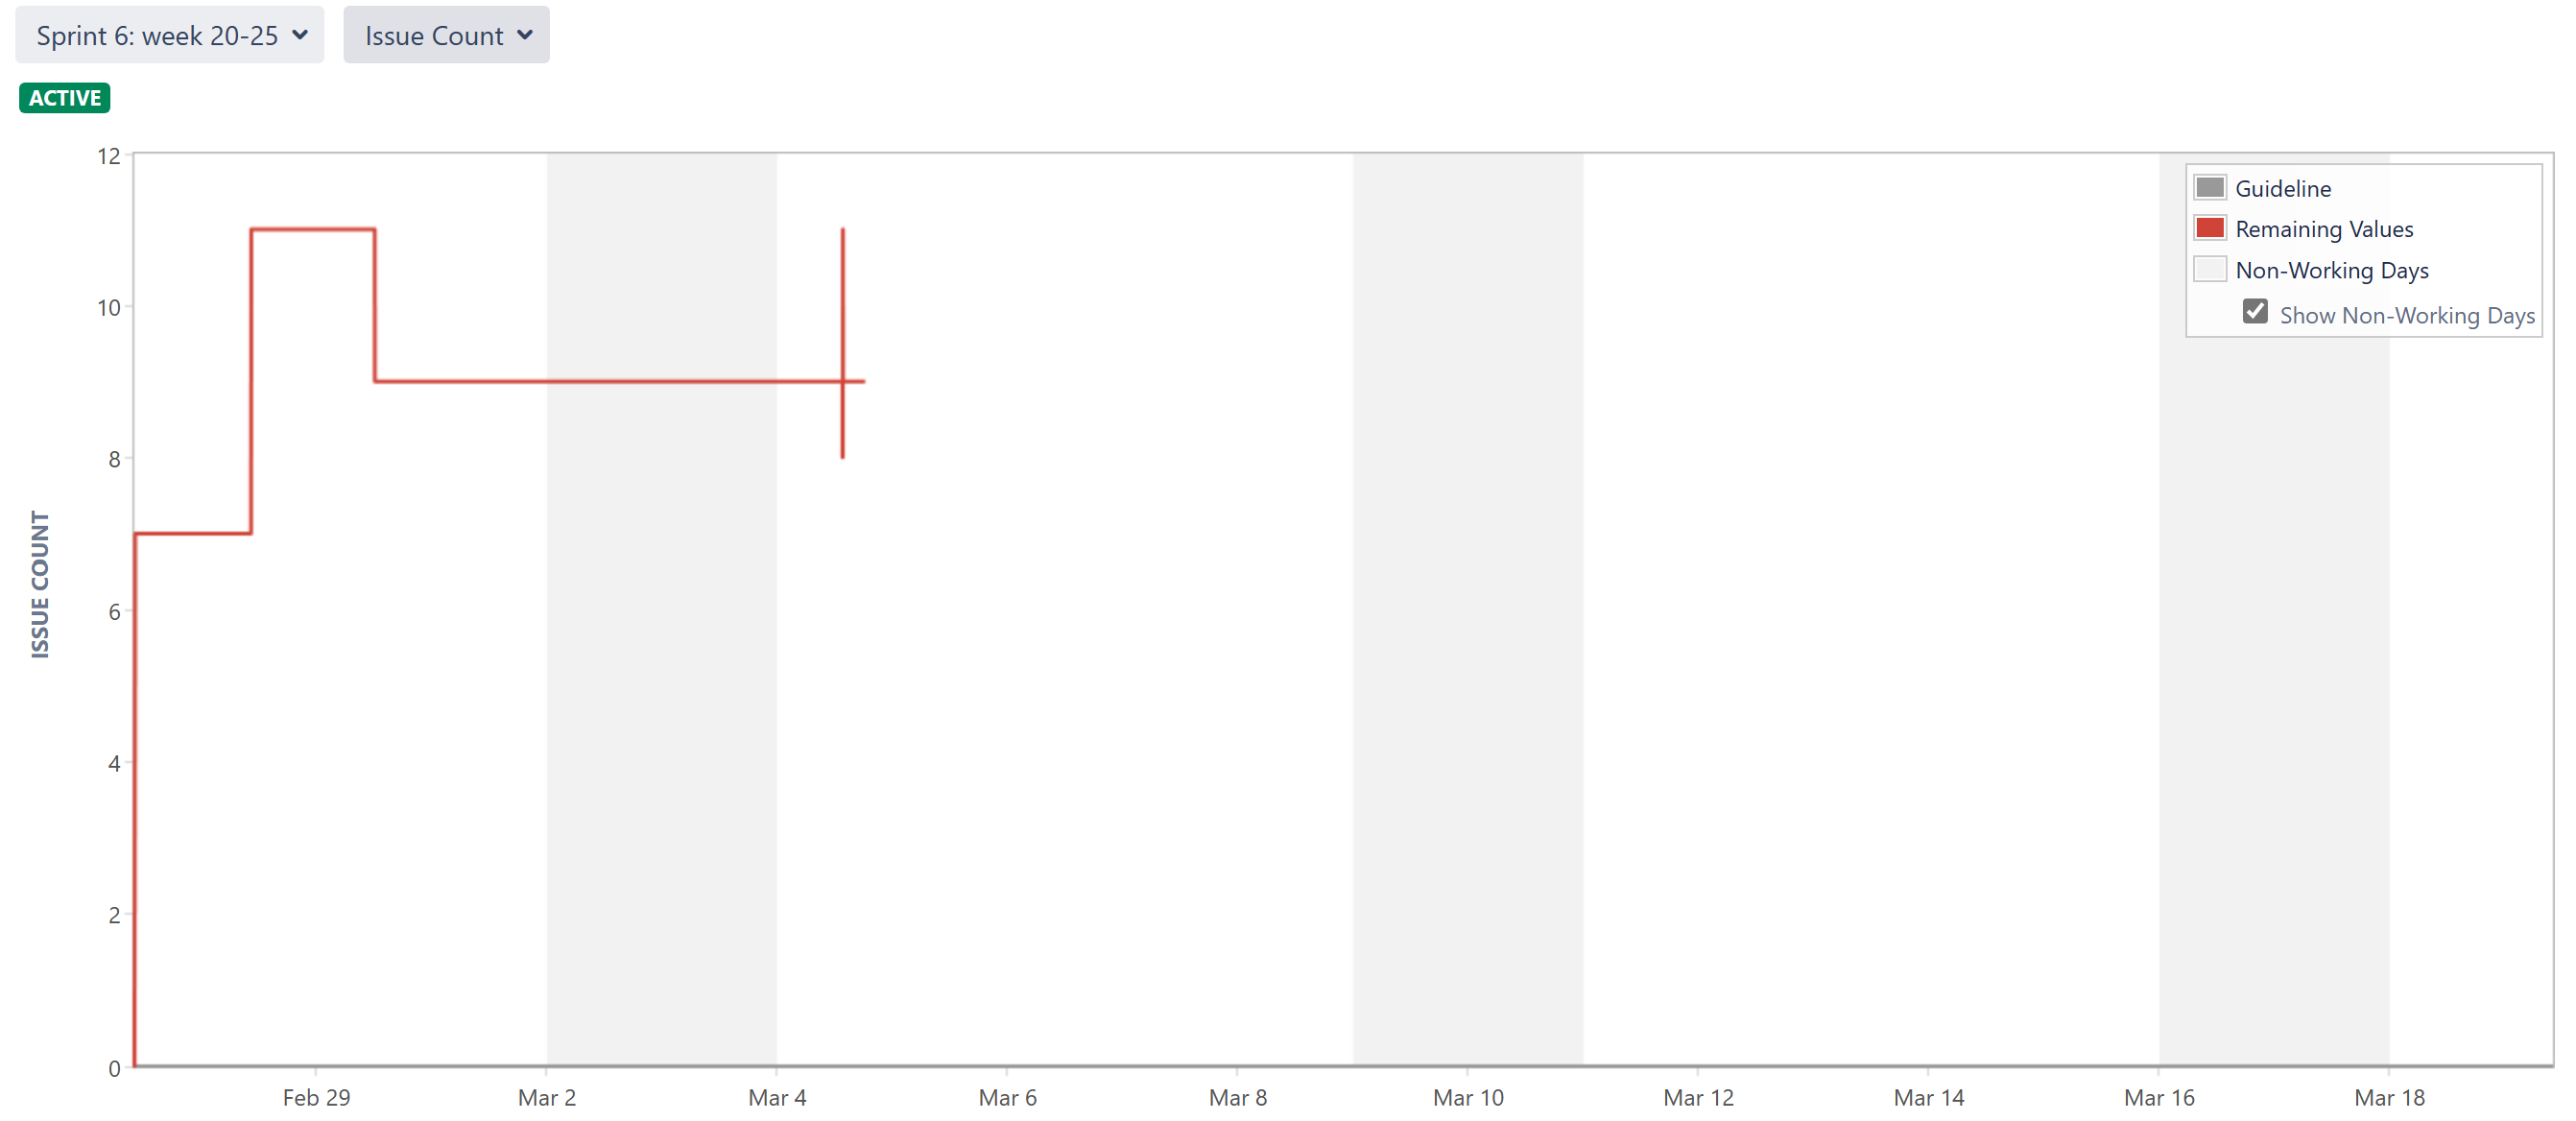 Sprint 6: week 20-25
Issue Count
ACTIVE
12
10
8
6
4
2
0
ISSUE COUNT
Guideline
Remaining Values
Non-Working Days
Show Non-Working Days
Feb 29
Mar 2
Mar 4
Mar 6
Mar 8
Mar 10
Mar 12
Mar 14
Mar 16
Mar 18